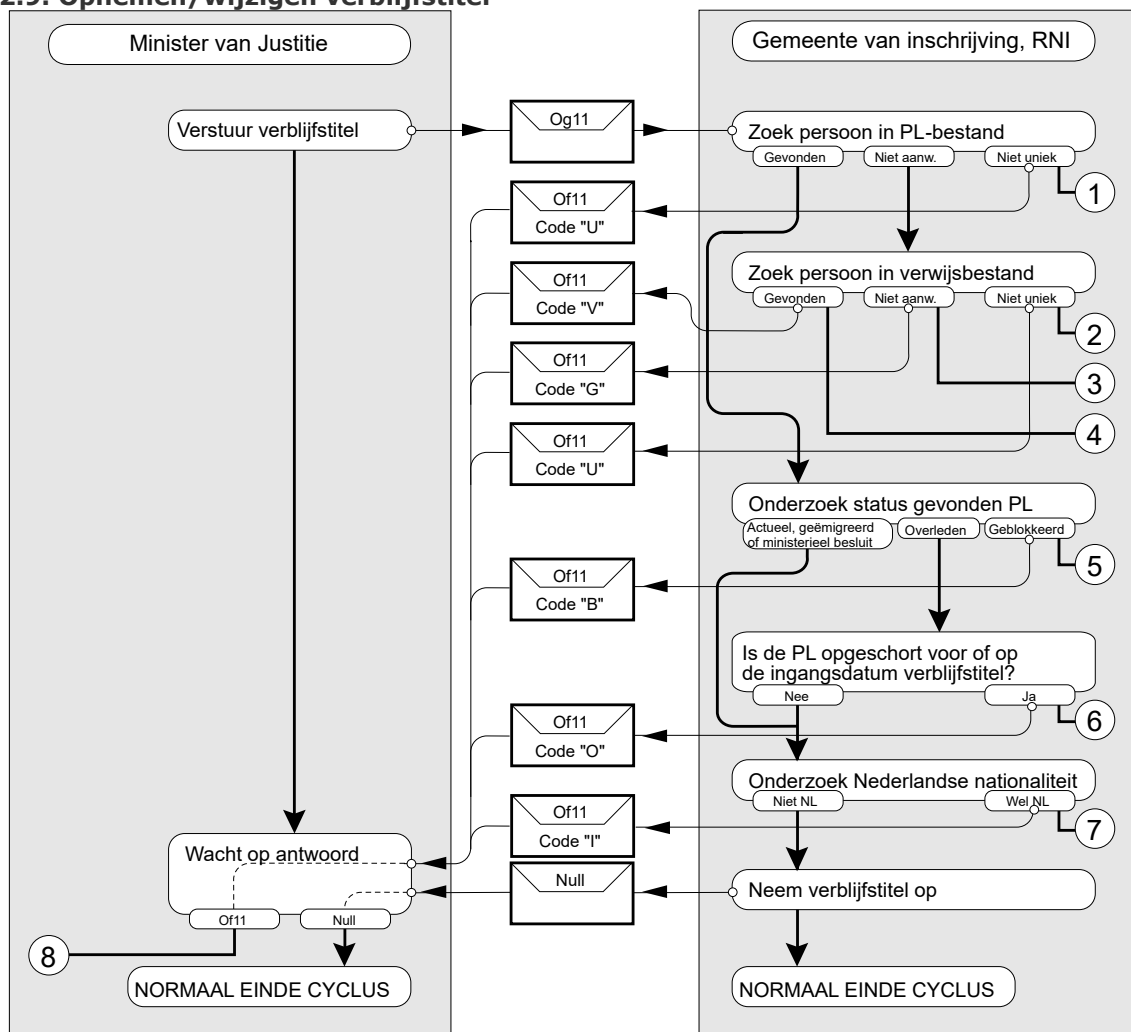 2.9. Opnemen/wijzigen verblijfstitel
Minister van Justitie
Gemeente van inschrijving, RNI
Verstuur verblijfstitel
Og11
Zoek persoon in PL-bestand
Gevonden
Niet aanw.
Niet uniek
1
Of11
Code "U"
Zoek persoon in verwijsbestand
Gevonden
Niet aanw.
Niet uniek
2
Of11
Code "V"
3
Of11
Code "G"
4
Of11
Code "U"
Onderzoek status gevonden PL
Actueel, geëmigreerd
of ministerieel besluit
Overleden
Geblokkeerd
5
Of11
Code "B"
Is de PL opgeschort voor of op
de ingangsdatum verblijfstitel?
Nee
Ja
6
Of11
Code "O"
Onderzoek Nederlandse nationaliteit
Niet NL
Wel NL
7
Of11
Code "I"
Wacht op antwoord
Of11
Null
Null
Neem verblijfstitel op
8
NORMAAL EINDE CYCLUS
NORMAAL EINDE CYCLUS